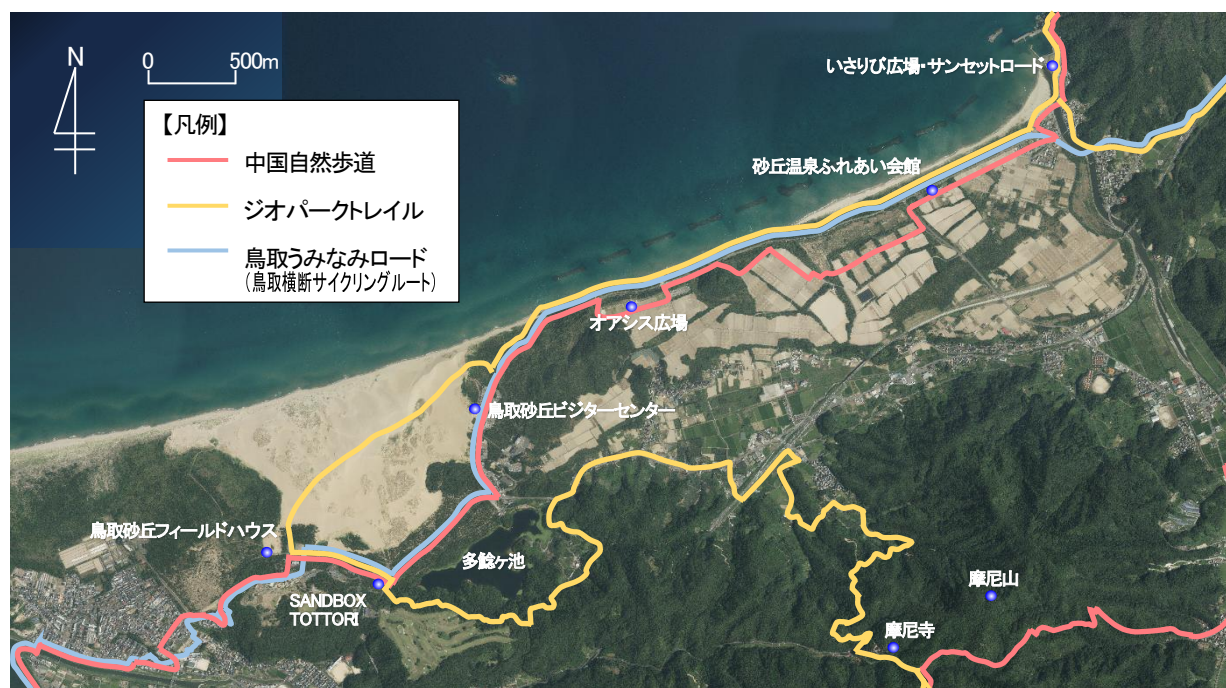 N
0 500m
【凡例】
中国自然歩道
ジオパークトレイル
鳥取うみなみロード
(鳥取横断サイクリングルート)
いさりび広場・サンセットロード
砂丘温泉ふれあい会館
オアシス広場
鳥取砂丘ビジターセンター
鳥取砂丘フィールドハウス
多鯰ヶ池
SANDBOX
TOTTORI
摩尼山
摩尼寺